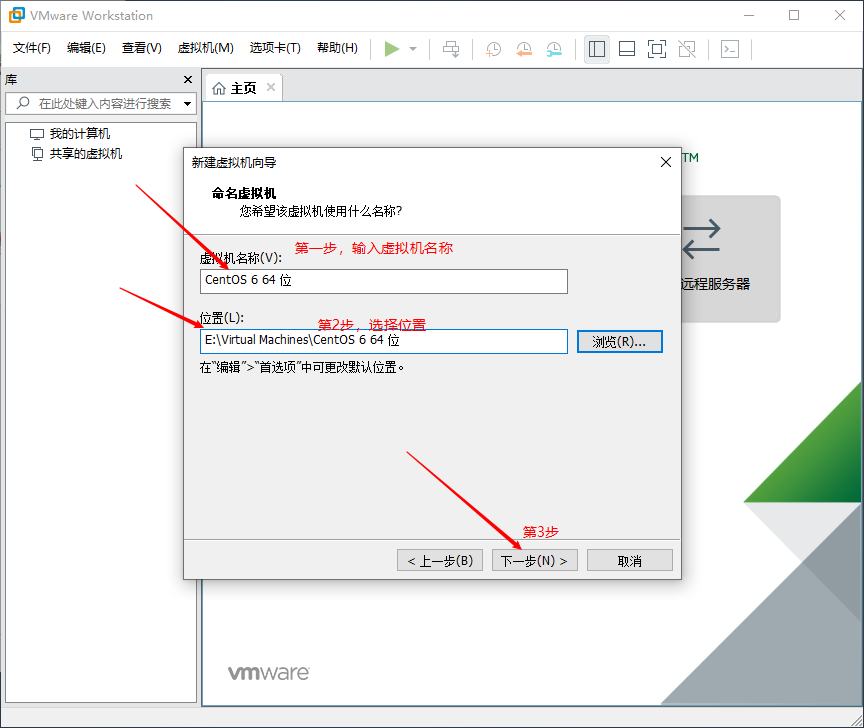 VMware Workstation
文件(F) 编辑(E) 查看(V) 虚拟机(M) 选项卡(T) 帮助(H)
库
在此处键入内容进行搜索
我的计算机
共享的虚拟机
主页
TM
远程服务器
新建虚拟机向导
命名虚拟机
您希望该虚拟机使用什么名称?
第一步，输入虚拟机名称
虚拟机名称(V):
CentOS 6 64 位
第2步，选择位置
位置(L):
E:\Virtual Machines\CentOS 6 64 位
浏览(R)...
在“编辑”>“首选项”中可更改默认位置。
第3步
< 上一步(B) 下一步(N) > 取消
vmware